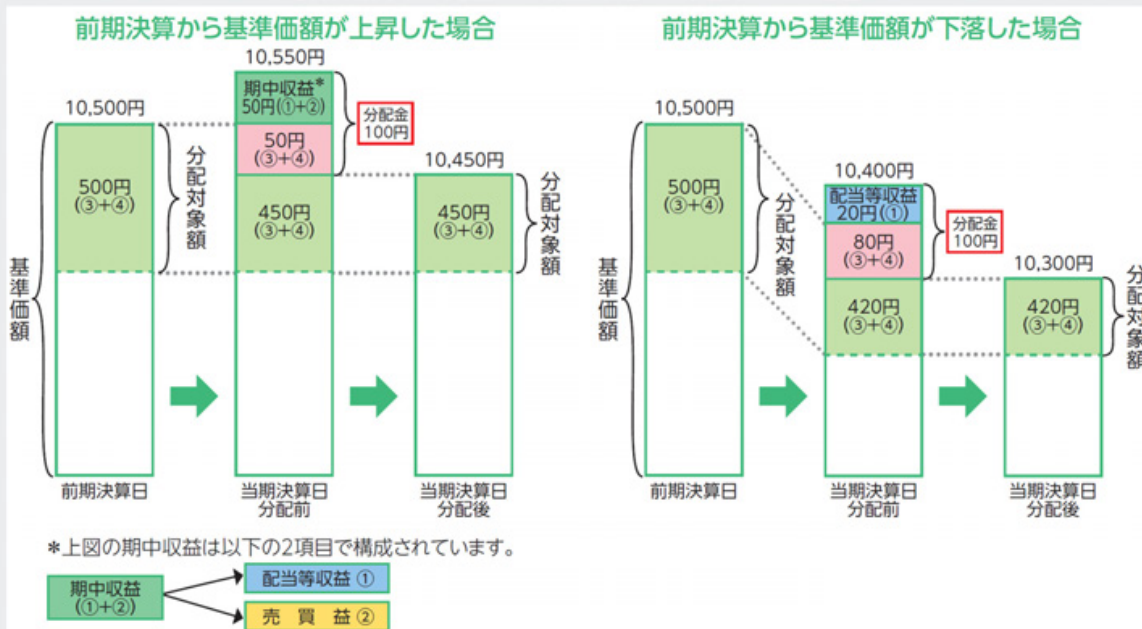 前期決算から基準価額が上昇した場合
10,500円
10,550円
期中収益*
50円(①+②)
分配金
100円
500円
(③+④)
分配対象額
50円
(③+④)
450円
(③+④)
10,450円
450円
(③+④)
分配対象額
基準価額
前期決算日
当期決算日
分配前
当期決算日
分配後
前期決算から基準価額が下落した場合
10,500円
10,400円
配当等収益
20円(①)
分配金
100円
500円
(③+④)
分配対象額
80円
(③+④)
420円
(③+④)
10,300円
420円
(③+④)
分配対象額
基準価額
前期決算日
当期決算日
分配前
当期決算日
分配後
*上図の期中収益は以下の2項目で構成されています。
期中収益
(①+②)
配当等収益 ①
売 買 益 ②